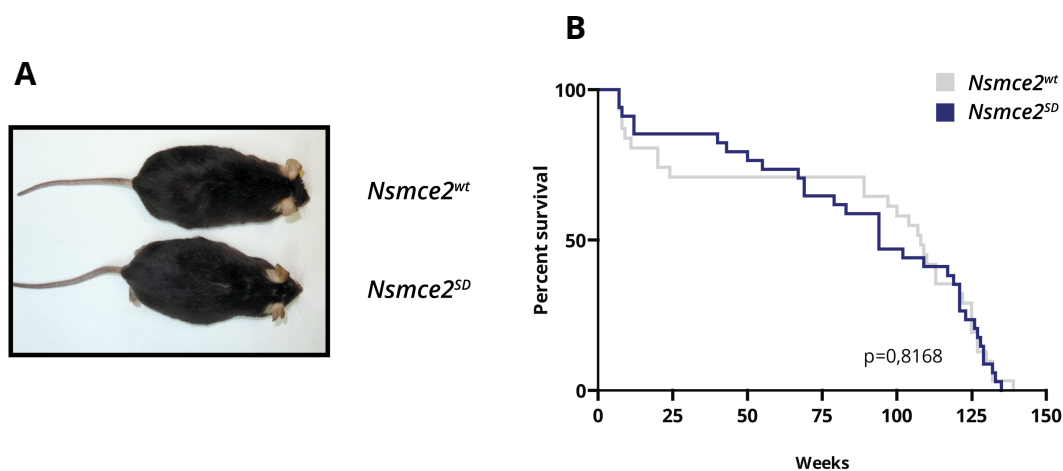 A
Nsmce2wt
Nsmce2SD
B
Nsmce2wt
Nsmce2SD
Percent survival
100
50
0
p=0,8168
0 25 50 75 100 125 150
Weeks